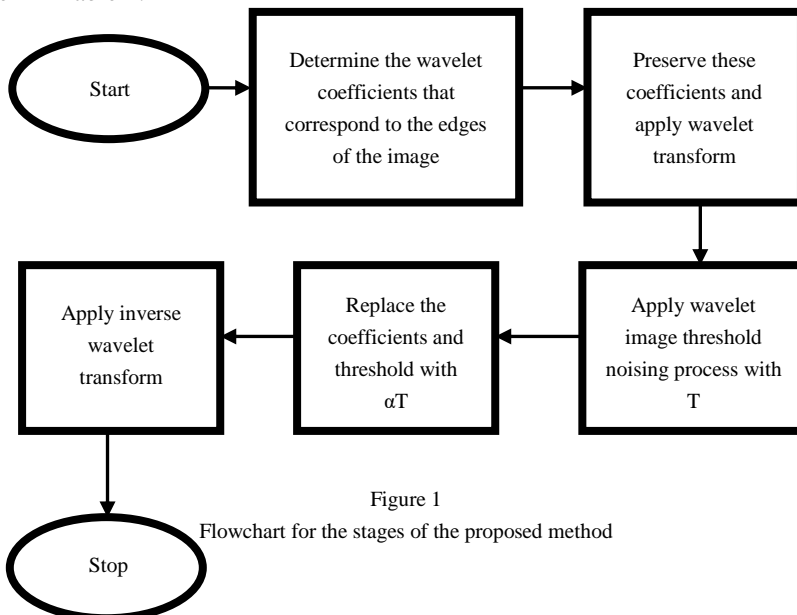 Start
Determine the wavelet
coefficients that
correspond to the edges
of the image
Preserve these
coefficients and
apply wavelet
transform
Apply wavelet
image threshold
noising process with
T
Replace the
coefficients and
threshold with
αT
Apply inverse
wavelet
transform
Stop
Figure 1
Flowchart for the stages of the proposed method